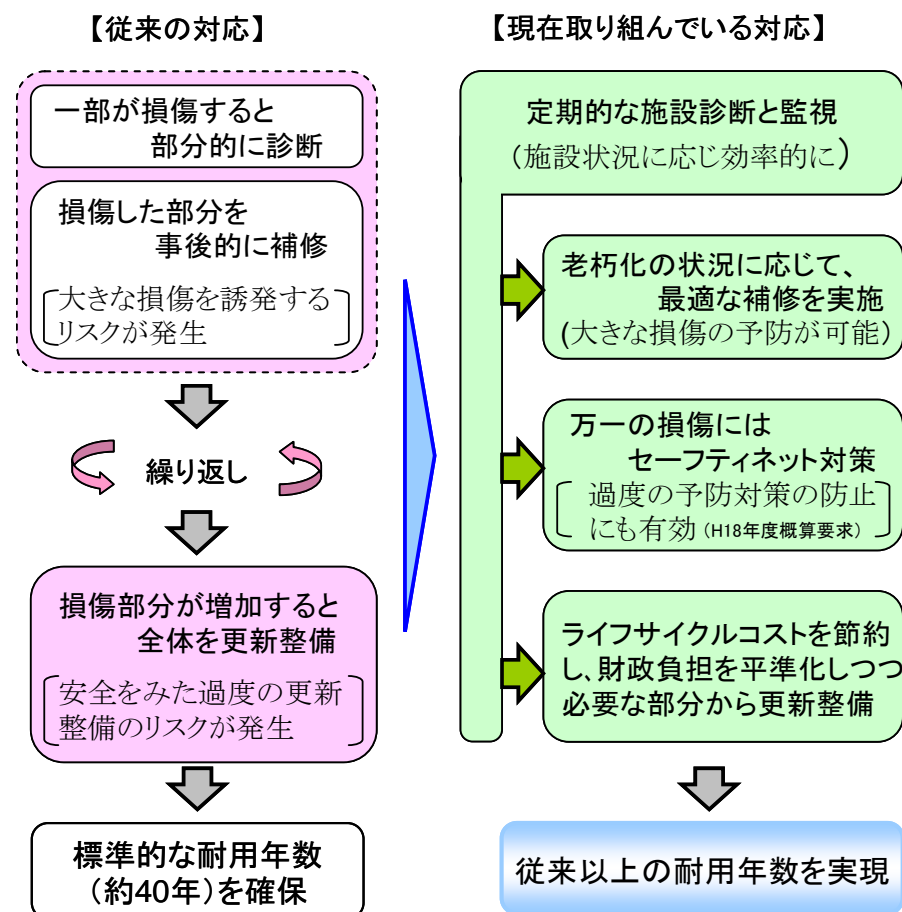 【従来の対応】
一部が損傷すると
部分的に診断
損傷した部分を
事後的に補修
大きな損傷を誘発する
リスクが発生
繰り返し
損傷部分が増加すると
全体を更新整備
安全をみた過度の更新
整備のリスクが発生
標準的な耐用年数
（約40年）を確保
【現在取り組んでいる対応】
定期的な施設診断と監視
（施設状況に応じ効率的に）
老朽化の状況に応じて、
最適な補修を実施
(大きな損傷の予防が可能）
万一の損傷には
セーフティネット対策
過度の予防対策の防止
にも有効（H18年度概算要求）
ライフサイクルコストを節約
し、財政負担を平準化しつつ
必要な部分から更新整備
従来以上の耐用年数を実現